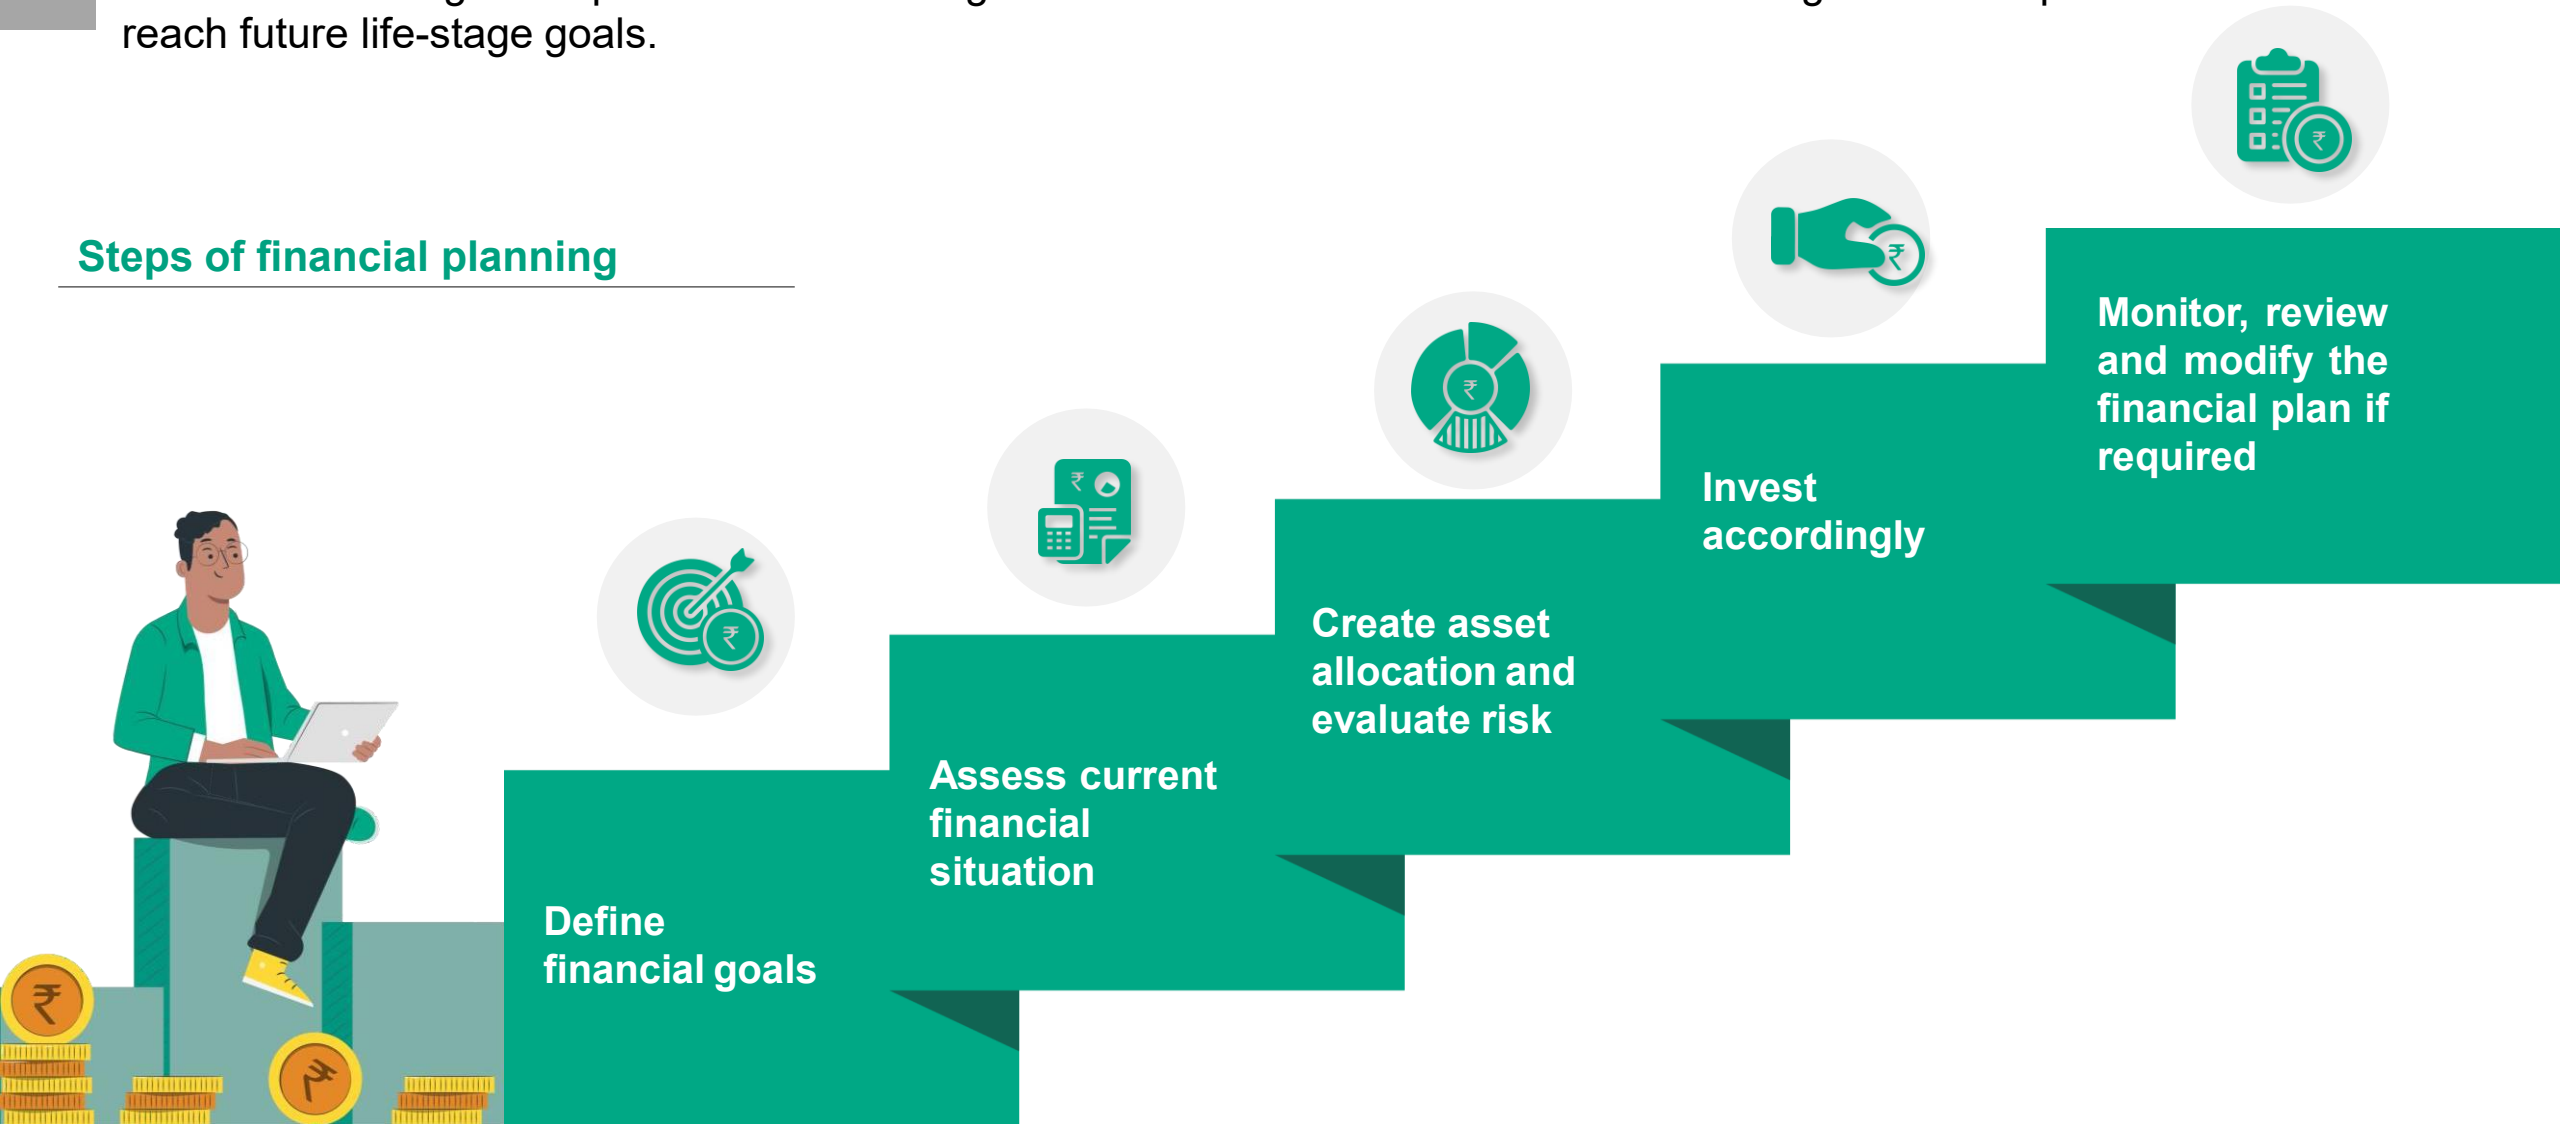 reach future life-stage goals.
Steps of financial planning
Define
financial goals
Assess current
financial
situation
Create asset
allocation and
evaluate risk
Invest
accordingly
Monitor, review
and modify the
financial plan if
required
₹
₹
₹
₹
₹
₹
₹